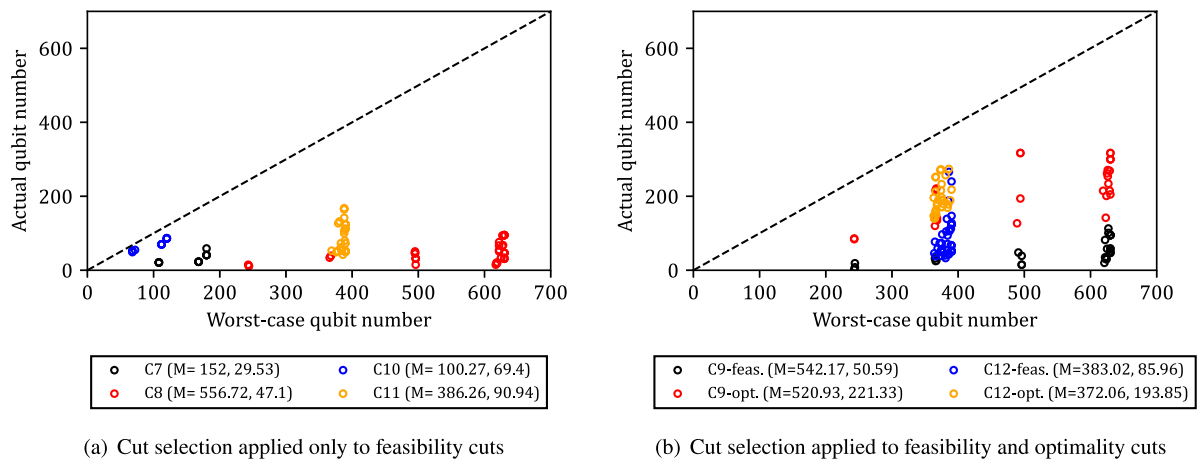 Actual qubit number
600
400
200
0
0 100 200 300 400 500 600 700
Worst-case qubit number
C7 (M= 152, 29.53)
C10 (M= 100.27, 69.4)
C8 (M= 556.72, 47.1)
C11 (M= 386.26, 90.94)
(a) Cut selection applied only to feasibility cuts
Actual qubit number
600
400
200
0
0 100 200 300 400 500 600 700
Worst-case qubit number
C9-feas. (M=542.17, 50.59)
C12-feas. (M=383.02, 85.96)
C9-opt. (M=520.93, 221.33)
C12-opt. (M=372.06, 193.85)
(b) Cut selection applied to feasibility and optimality cuts